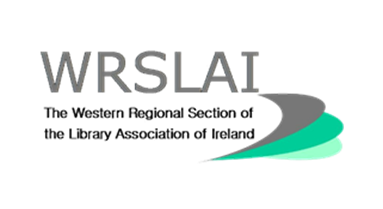 WRSLAI
The Western Regional Section of
the Library Association of Ireland